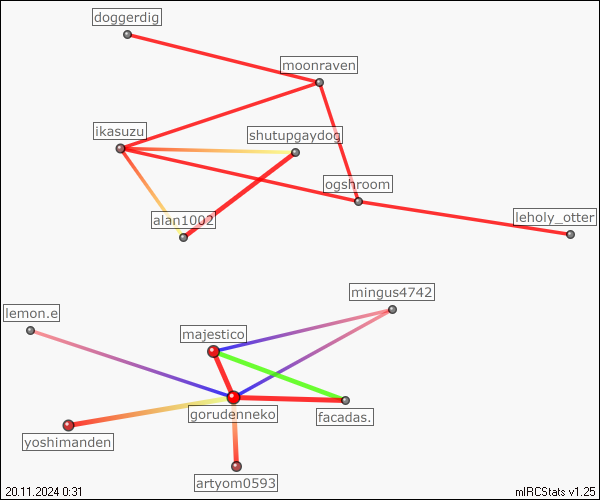 doggerdig
moonraven
ikasuzu
shutupgaydog
ogshroom
alan1002
leholy_otter
mingus4742
lemon.e
majestico
gorudenneko
facadas.
yoshimanden
artyom0593
20.11.2024 0:31
mIRCStats v1.25